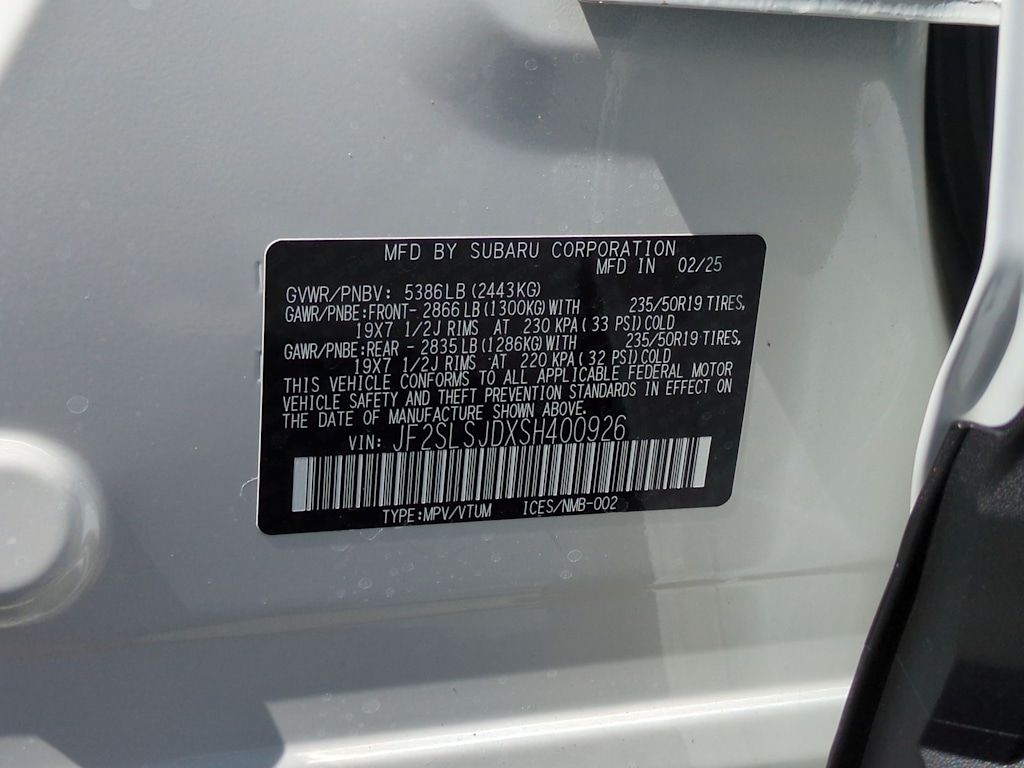 MFD BY SUBARU CORPORATION
MFD IN 02/25
GVWR/PNBV: 5386LB (2443KG)
GAWR/PNBE:FRONT- 2866LB(1300KG)WITH 235/50R19 TIRES,
19X7 1/2J RIMS AT 230 KPA(33 PSI)COLD
GAWR/PNBE:REAR - 2835LB(1286KG)WITH 235/50R19 TIRES,
19X7 1/2J RIMS AT 220 KPA(32 PSI)COLD
THIS VEHICLE CONFORMS TO ALL APPLICABLE FEDERAL MOTOR
VEHICLE SAFETY AND THEFT PREVENTION STANDARDS IN EFFECT ON
THE DATE OF MANUFACTURE SHOWN ABOVE.
VIN: JF2SLSJDXSH400926
TYPE:MPV/VTUM ICES/NMB-002